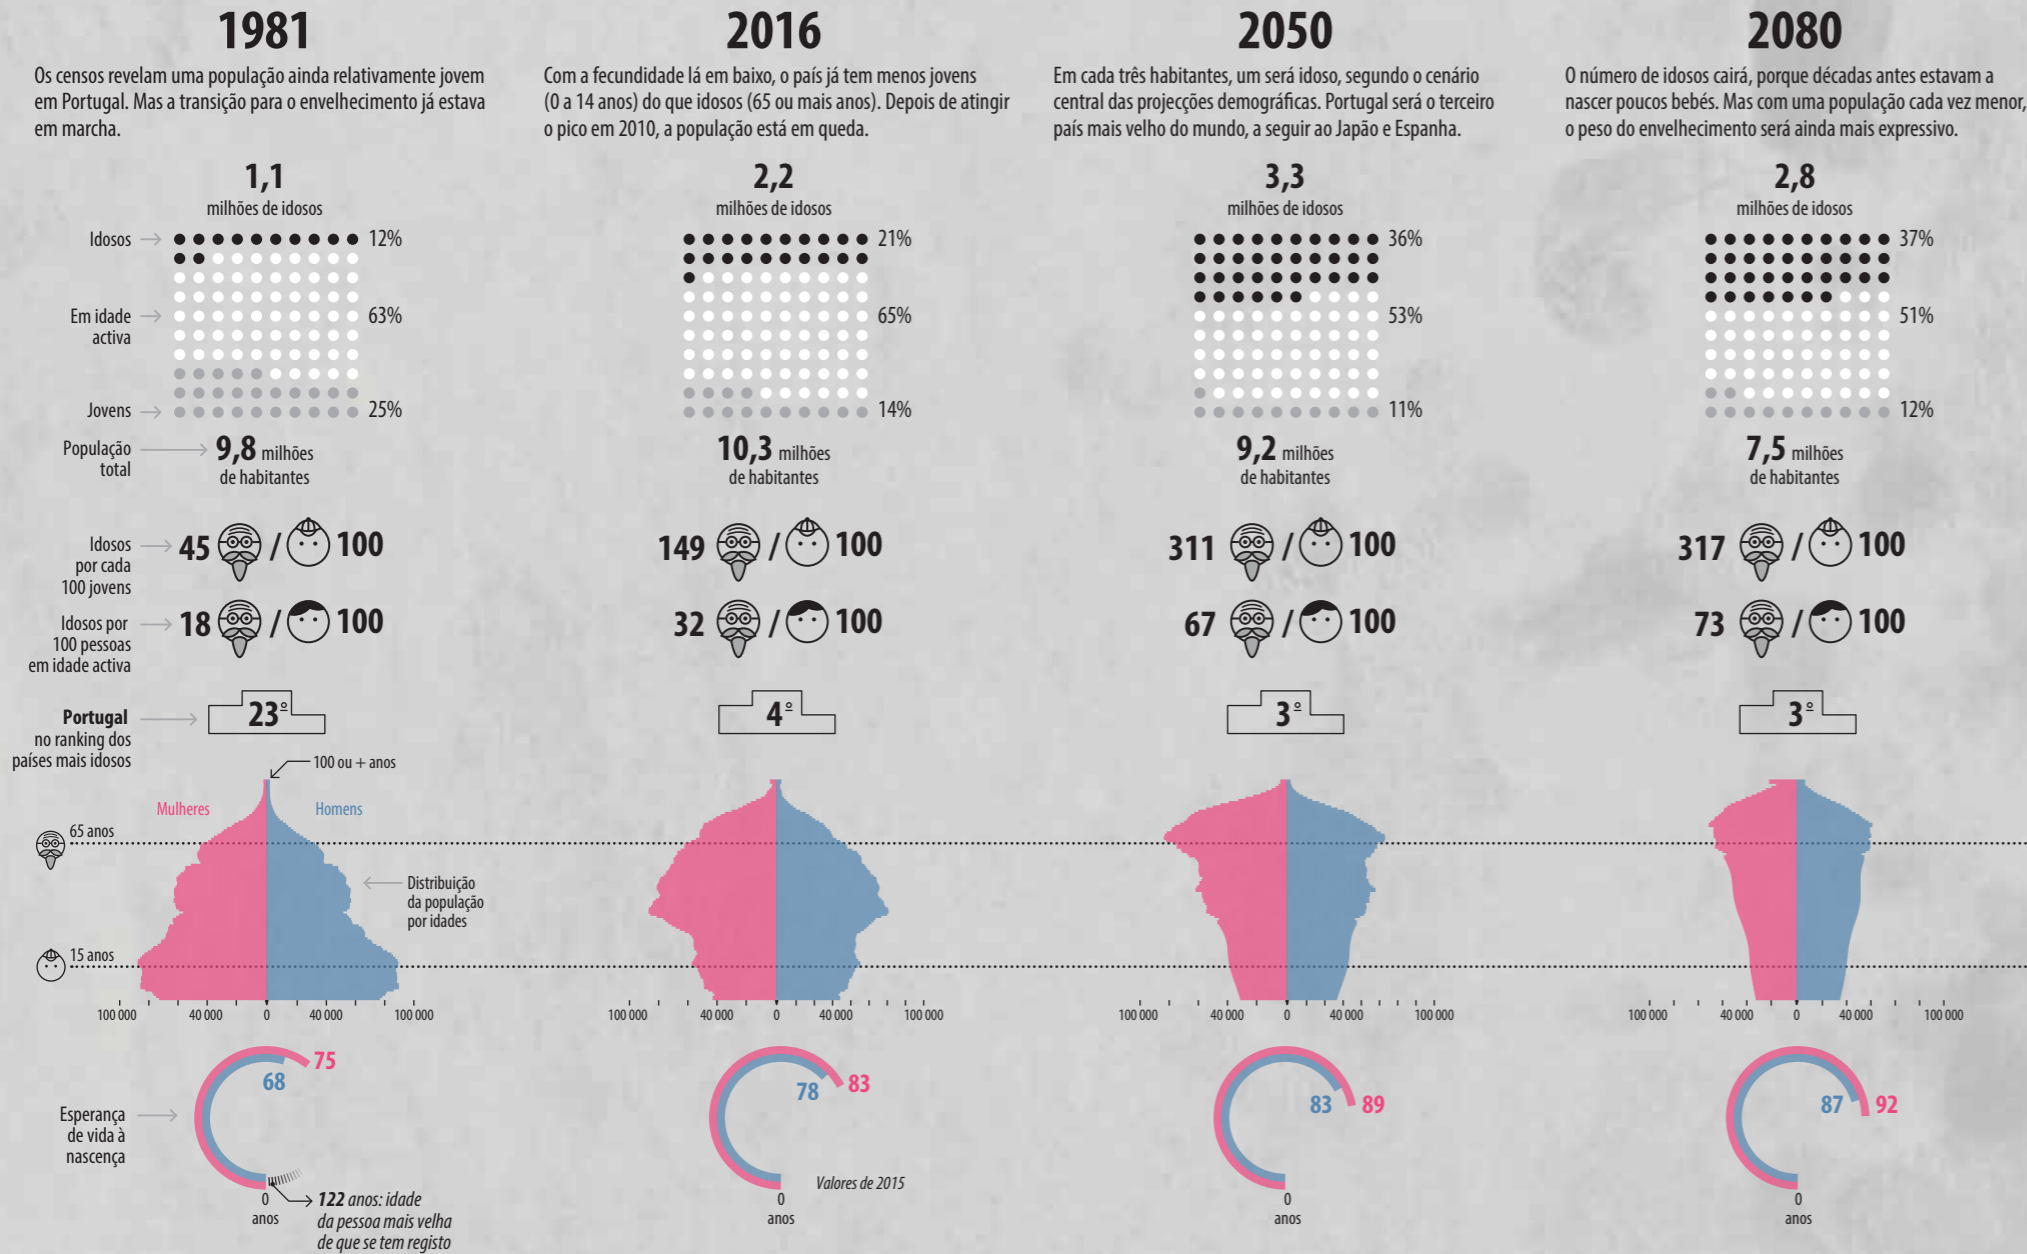 1981
Os censos revelam uma população ainda relativamente jovem
em Portugal. Mas a transição para o envelhecimento já estava
em marcha.
2016
Com a fecundidade lá em baixo, o país já tem menos jovens
(0 a 14 anos) do que idosos (65 ou mais anos). Depois de atingir
o pico em 2010, a população está em queda.
2050
Em cada três habitantes, um será idoso, segundo o cenário
central das projecções demográficas. Portugal será o terceiro
país mais velho do mundo, a seguir ao Japão e Espanha.
2080
O número de idosos cairá, porque décadas antes estavam a
nascer poucos bebés. Mas com uma população cada vez menor,
o peso do envelhecimento será ainda mais expressivo.
1,1
milhões de idosos
2,2
milhões de idosos
3,3
milhões de idosos
2,8
milhões de idosos
Idosos
12%
21%
36%
37%
Em idade
activa
63%
65%
53%
51%
Jovens
25%
14%
11%
12%
População
total
9,8 milhões
de habitantes
10,3 milhões
de habitantes
9,2 milhões
de habitantes
7,5 milhões
de habitantes
Idosos
por cada
100 jovens
45 / 100
149 / 100
311 / 100
317 / 100
Idosos por
100 pessoas
em idade activa
18 / 100
32 / 100
67 / 100
73 / 100
Portugal
no ranking dos
países mais idosos
23º
4º
3º
3º
100 ou + anos
Mulheres
Homens
65 anos
Distribuição
da população
por idades
15 anos
100 000 40 000 0 40 000 100 000
100 000 40 000 0 40 000 100 000
100 000 40 000 0 40 000 100 000
100 000 40 000 0 40 000 100 000
Esperança
de vida à
nascença
75
68
0
anos
122 anos: idade
da pessoa mais velha
de que se tem registo
83
78
0
anos
Valores de 2015
83
89
0
anos
87
92
0
anos